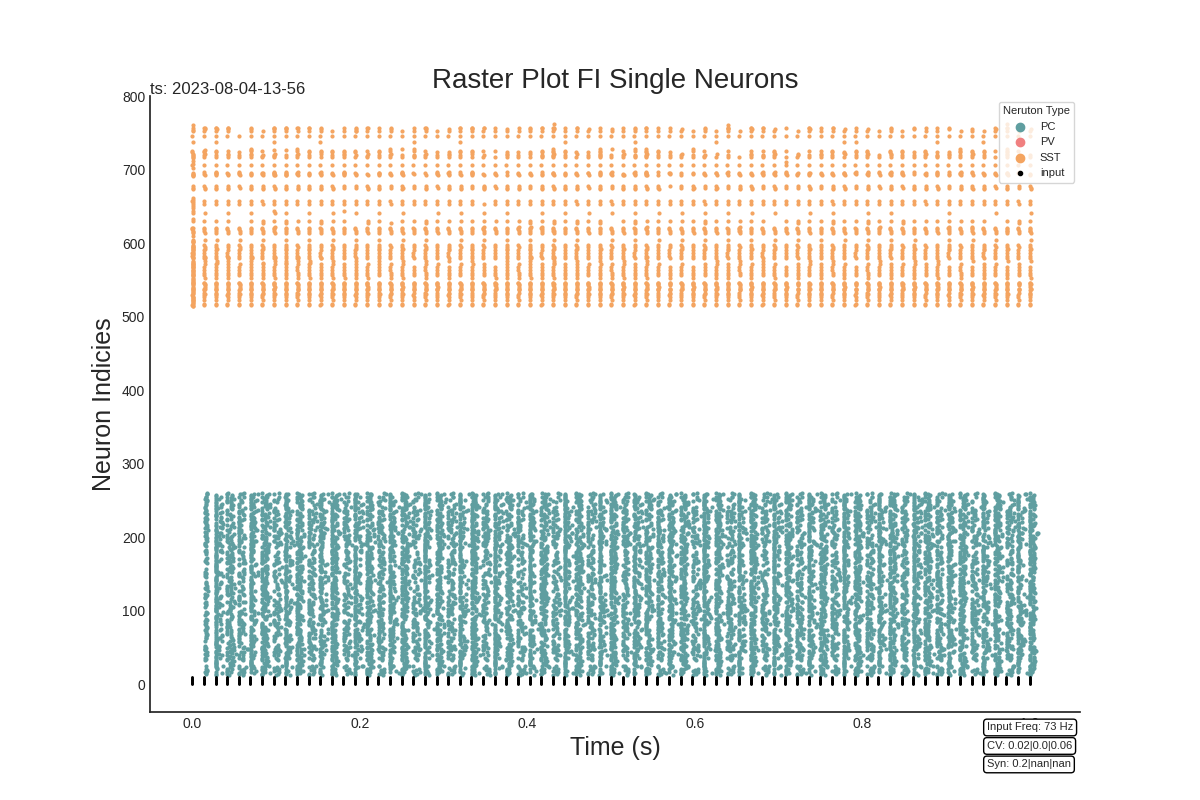 Raster Plot FI Single Neurons
ts: 2023-08-04-13-56
Neruton Type
PC
PV
SST
input
800
700
600
500
400
300
200
100
0
Neuron Indicies
0.0 0.2 0.4 0.6 0.8
Time (s)
Input Freq: 73 Hz
CV: 0.02|0.0|0.06
Syn: 0.2|nan|nan